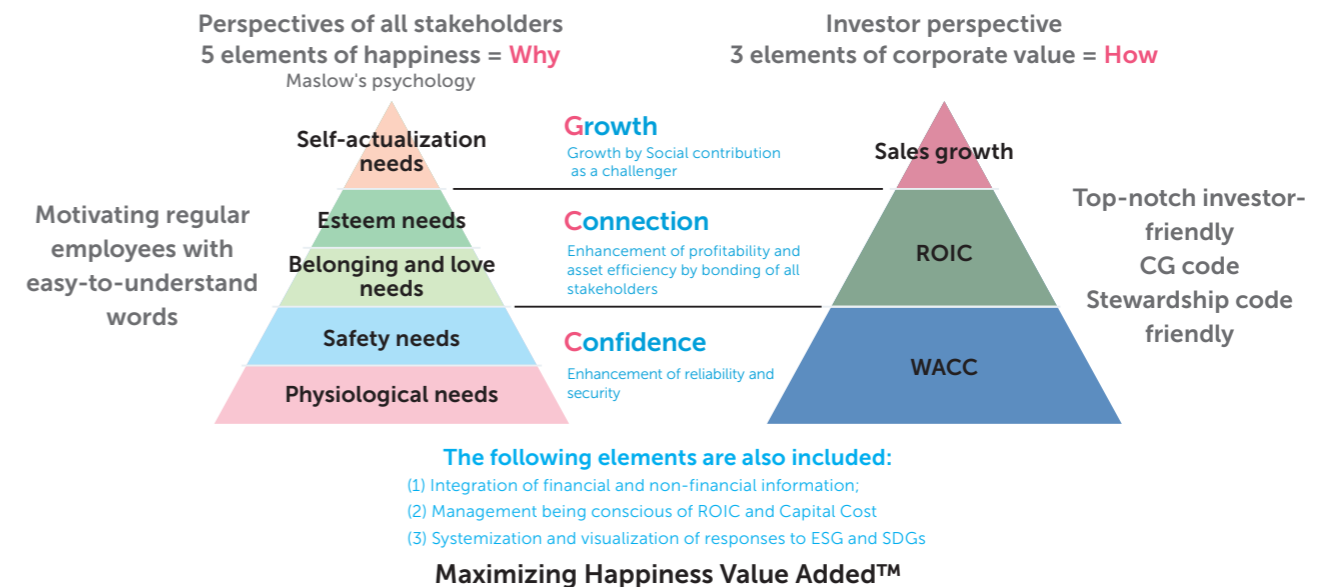 Perspectives of all stakeholders
5 elements of happiness = Why
Maslow's psychology
Investor perspective
3 elements of corporate value = How
Motivating regular
employees with
easy-to-understand
words
Self-actualization
needs
Esteem needs
Belonging and love
needs
Safety needs
Physiological needs
Growth
Growth by Social contribution
as a challenger
Connection
Enhancement of profitability and
asset efficiency by bonding of all
stakeholders
Confidence
Enhancement of reliability and
security
Sales growth
ROIC
WACC
Top-notch investor-
friendly
CG code
Stewardship code
friendly
The following elements are also included:
(1) Integration of financial and non-financial information;
(2) Management being conscious of ROIC and Capital Cost
(3) Systemization and visualization of responses to ESG and SDGs
Maximizing Happiness Value Added™